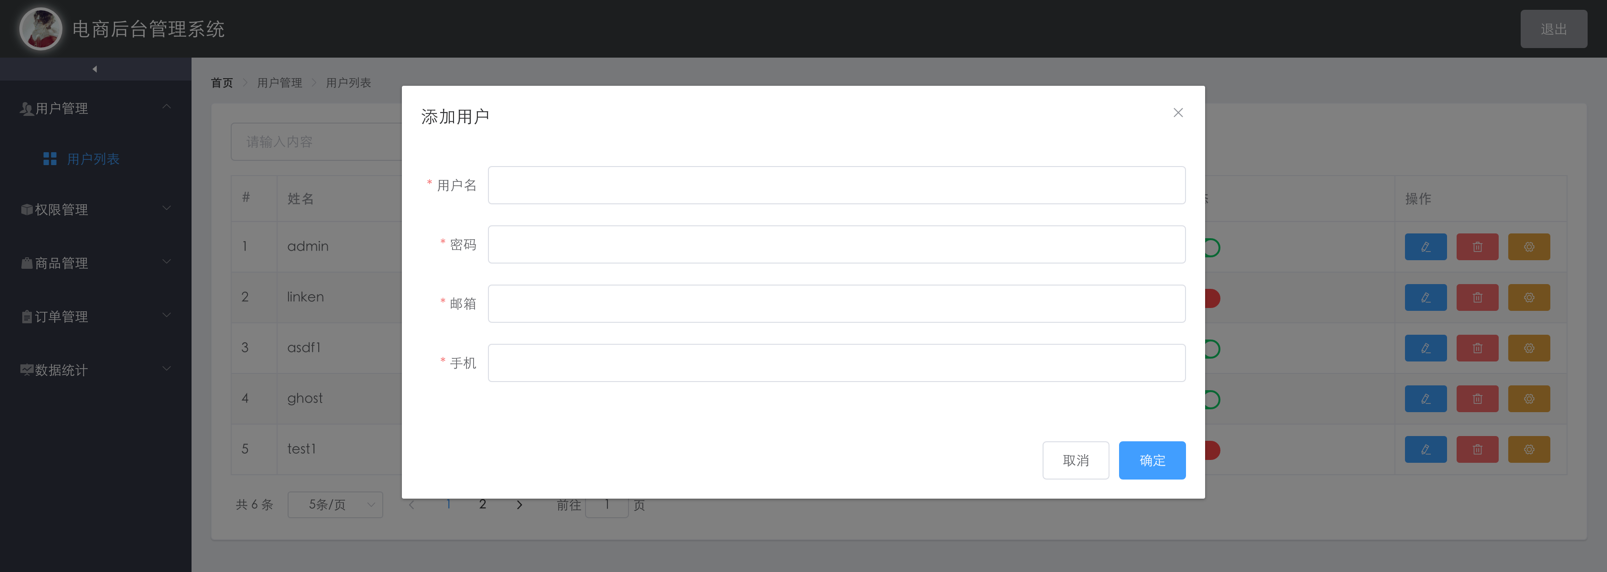 电商后台管理系统
退出
首页 用户管理 用户列表
用户管理
用户列表
权限管理
商品管理
订单管理
数据统计
请输入内容
# 姓名 操作
1 admin
2 linken
3 asdf1
4 ghost
5 test1
共 6 条 5条/页 1 2 前往 1 页
添加用户
* 用户名
* 密码
* 邮箱
* 手机
取消 确定